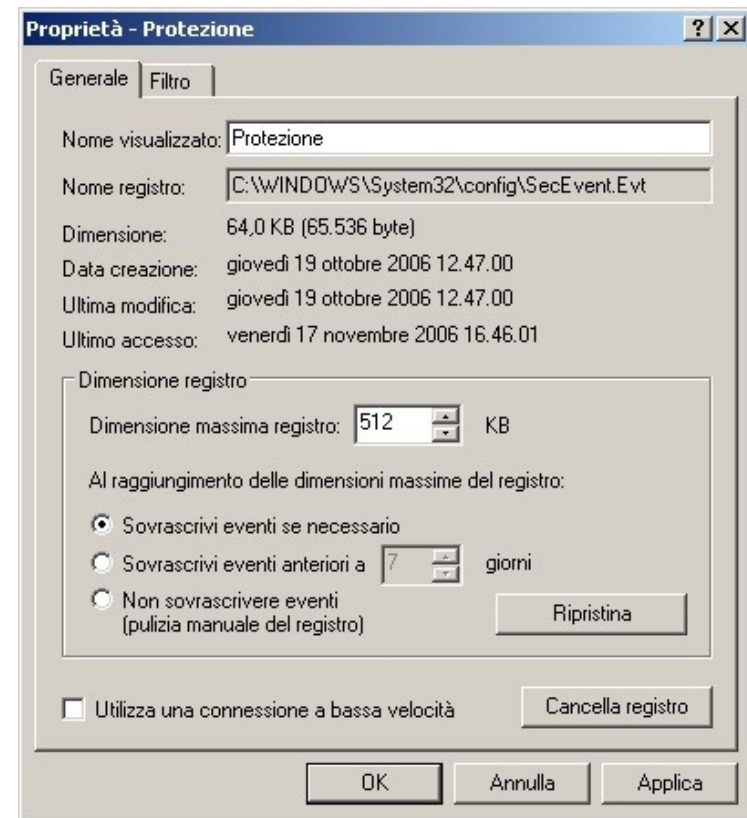 Proprietà - Protezione
Generale Filtro
Nome visualizzato: Protezione
Nome registro: C:\WINDOWS\System32\config\SecEvent.Evt
Dimensione: 64,0 KB (65.536 byte)
Data creazione: giovedì 19 ottobre 2006 12.47.00
Ultima modifica: giovedì 19 ottobre 2006 12.47.00
Ultimo accesso: venerdì 17 novembre 2006 16.46.01
Dimensione registro
Dimensione massima registro: 512 KB
Al raggiungimento delle dimensioni massime del registro:
Sovrascrivi eventi se necessario
Sovrascrivi eventi anteriori a 7 giorni
Non sovrascrivere eventi
(pulizia manuale del registro)
Ripristina
Utilizza una connessione a bassa velocità
Cancella registro
OK Annulla Applica